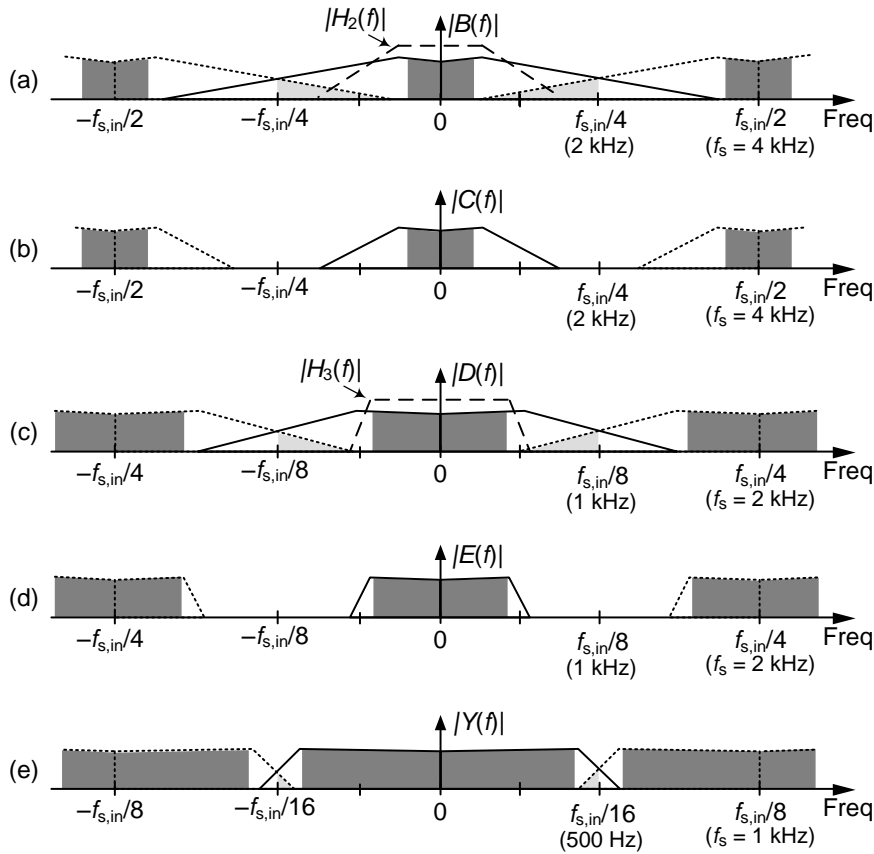 |H2(f)| |B(f)|
(a)
–fs,in/2 –fs,in/4 0 fs,in/4 fs,in/2 Freq
(2 kHz) (fs = 4 kHz)
|C(f)|
(b)
–fs,in/2 –fs,in/4 0 fs,in/4 fs,in/2 Freq
(2 kHz) (fs = 4 kHz)
|H3(f)| |D(f)|
(c)
–fs,in/4 –fs,in/8 0 fs,in/8 fs,in/4 Freq
(1 kHz) (fs = 2 kHz)
|E(f)|
(d)
–fs,in/4 –fs,in/8 0 fs,in/8 fs,in/4 Freq
(1 kHz) (fs = 2 kHz)
|Y(f)|
(e)
–fs,in/8 –fs,in/16 0 fs,in/16 fs,in/8 Freq
(500 Hz) (fs = 1 kHz)